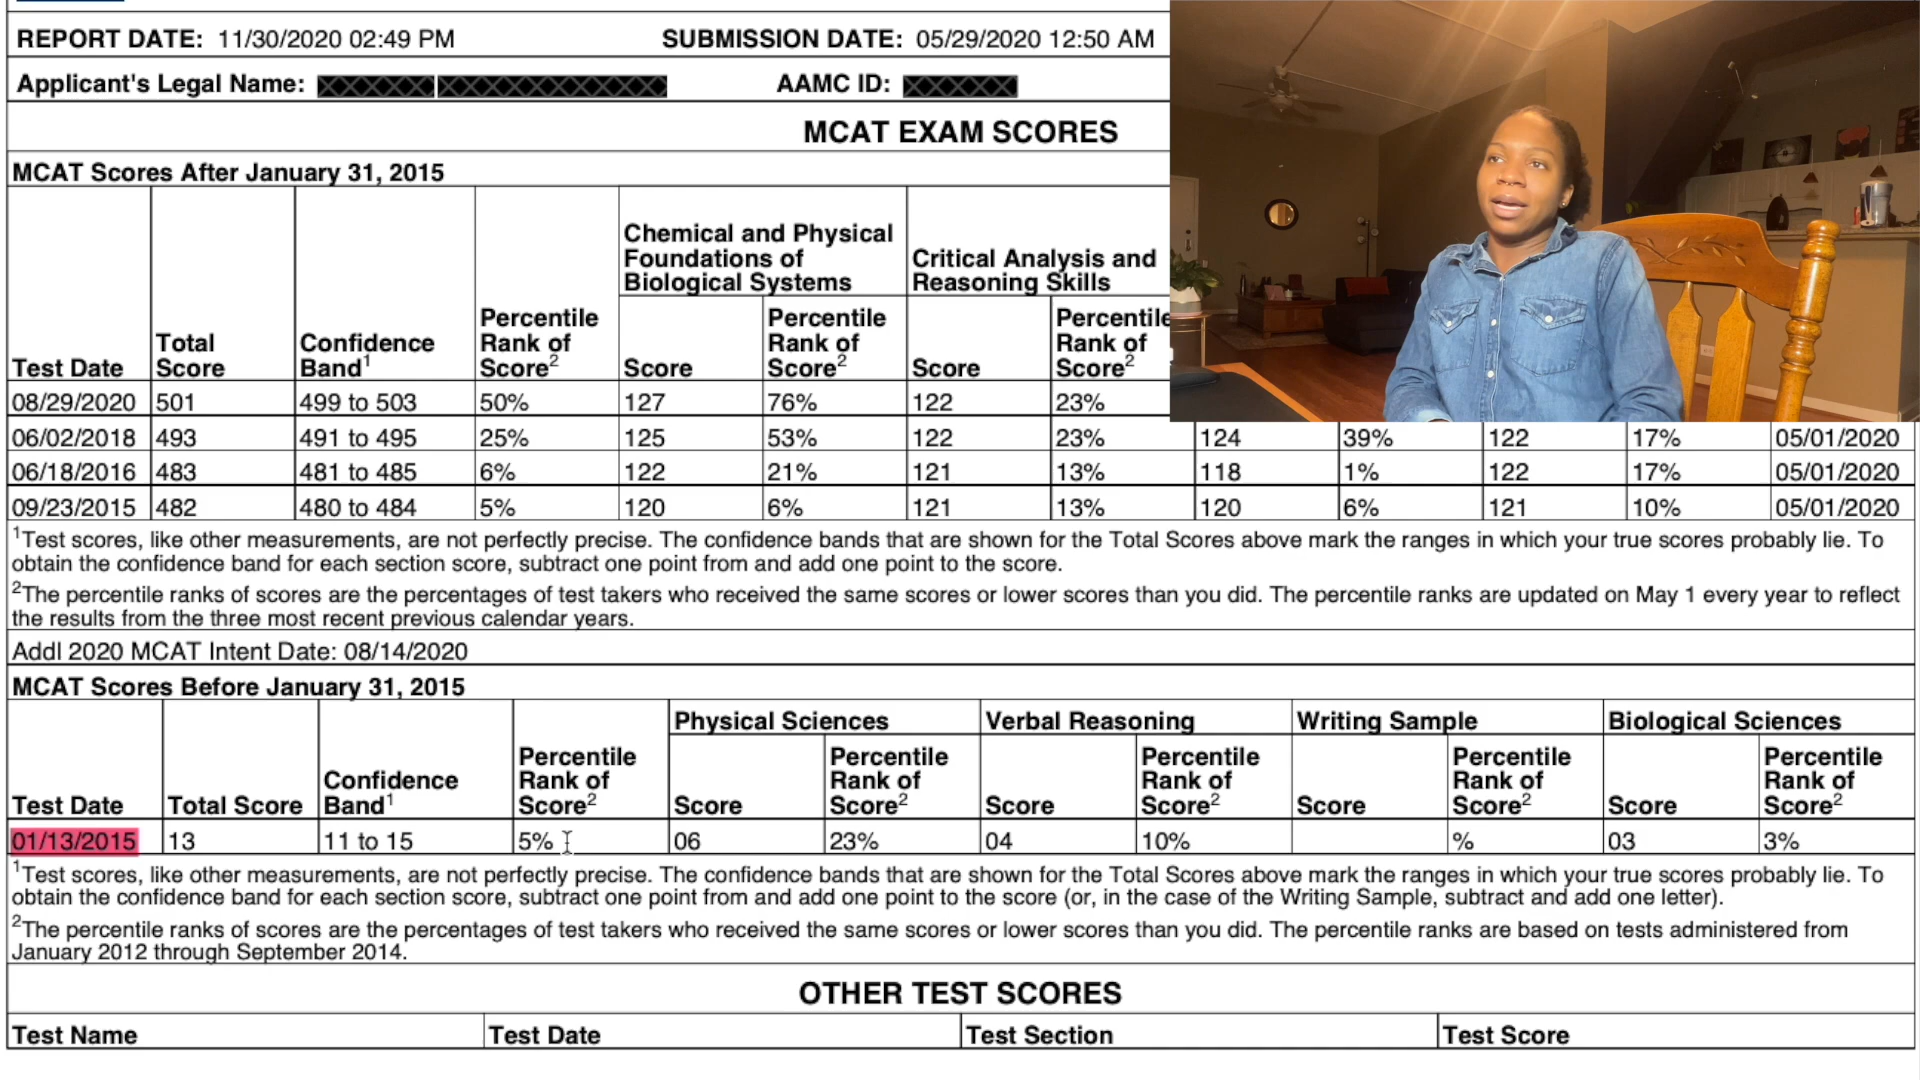 REPORT DATE: 11/30/2020 02:49 PM SUBMISSION DATE: 05/29/2020 12:50 AM
Applicant's Legal Name: AAMC ID:
MCAT EXAM SCORES
MCAT Scores After January 31, 2015
Chemical and Physical Foundations of Biological Systems Critical Analysis and Reasoning Skills
Test Date Total Score Confidence Band1 Percentile Rank of Score2 Score Percentile Rank of Score2 Score Percentile Rank of Score2
08/29/2020 501 499 to 503 50% 127 76% 122 23%
06/02/2018 493 491 to 495 25% 125 53% 122 23% 124 39% 122 17% 05/01/2020
06/18/2016 483 481 to 485 6% 122 21% 121 13% 118 1% 122 17% 05/01/2020
09/23/2015 482 480 to 484 5% 120 6% 121 13% 120 6% 121 10% 05/01/2020
1Test scores, like other measurements, are not perfectly precise. The confidence bands that are shown for the Total Scores above mark the ranges in which your true scores probably lie. To
obtain the confidence band for each section score, subtract one point from and add one point to the score.
2The percentile ranks of scores are the percentages of test takers who received the same scores or lower scores than you did. The percentile ranks are updated on May 1 every year to reflect
the results from the three most recent previous calendar years.
Addl 2020 MCAT Intent Date: 08/14/2020
MCAT Scores Before January 31, 2015
Physical Sciences Verbal Reasoning Writing Sample Biological Sciences
Test Date Total Score Confidence Band1 Percentile Rank of Score2 Score Percentile Rank of Score2 Score Percentile Rank of Score2 Score Percentile Rank of Score2 Score Percentile Rank of Score2
01/13/2015 13 11 to 15 5% 06 23% 04 10% % 03 3%
1Test scores, like other measurements, are not perfectly precise. The confidence bands that are shown for the Total Scores above mark the ranges in which your true scores probably lie. To
obtain the confidence band for each section score, subtract one point from and add one point to the score (or, in the case of the Writing Sample, subtract and add one letter).
2The percentile ranks of scores are the percentages of test takers who received the same scores or lower scores than you did. The percentile ranks are based on tests administered from
January 2012 through September 2014.
OTHER TEST SCORES
Test Name Test Date Test Section Test Score